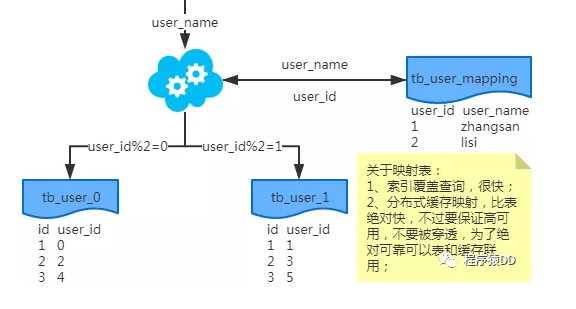 user_name
user_name
user_id
tb_user_mapping
user_id user_name
1 zhangsan
2 lisi
user_id%2=0
user_id%2=1
tb_user_0
id user_id
1 0
2 2
3 4
tb_user_1
id user_id
1 1
2 3
3 5
关于映射表：
1、索引覆盖查询，很快；
2、分布式缓存映射，比表
绝对快，不过要保证高可
用，不要被穿透，为了绝
对可靠可以表和缓存联
用；
程序猿DD